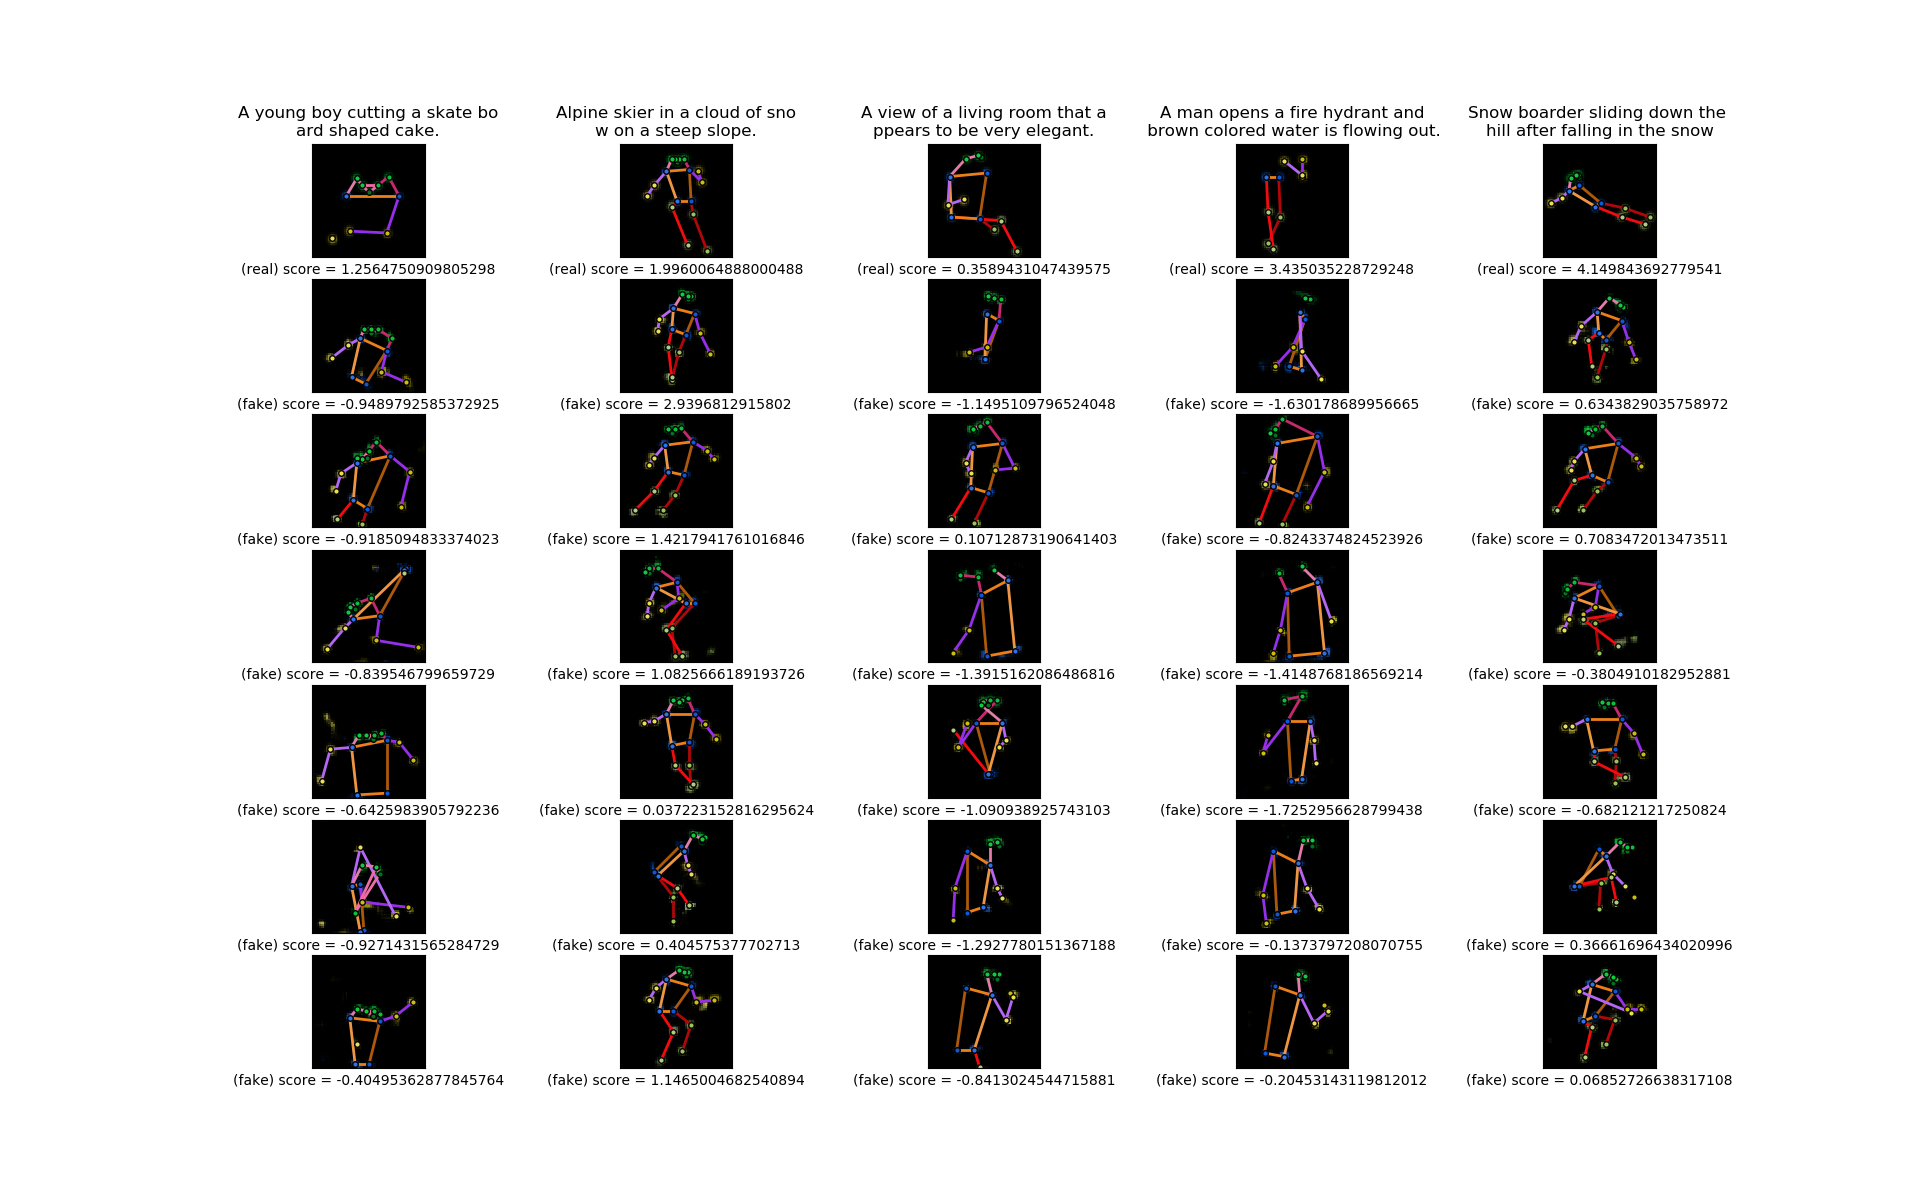 A young boy cutting a skate bo
ard shaped cake.
Alpine skier in a cloud of sno
w on a steep slope.
A view of a living room that a
ppears to be very elegant.
A man opens a fire hydrant and
brown colored water is flowing out.
Snow boarder sliding down the
hill after falling in the snow
(real) score = 1.2564750909805298
(real) score = 1.9960064888000488
(real) score = 0.3589431047439575
(real) score = 3.435035228729248
(real) score = 4.149843692779541
(fake) score = -0.9489792585372925
(fake) score = 2.9396812915802
(fake) score = -1.1495109796524048
(fake) score = -1.630178689956665
(fake) score = 0.6343829035758972
(fake) score = -0.9185094833374023
(fake) score = 1.4217941761016846
(fake) score = 0.10712873190641403
(fake) score = -0.8243374824523926
(fake) score = 0.7083472013473511
(fake) score = -0.839546799659729
(fake) score = 1.0825666189193726
(fake) score = -1.3915162086486816
(fake) score = -1.4148768186569214
(fake) score = -0.3804910182952881
(fake) score = -0.6425983905792236
(fake) score = 0.037223152816295624
(fake) score = -1.090938925743103
(fake) score = -1.7252956628799438
(fake) score = -0.682121217250824
(fake) score = -0.9271431565284729
(fake) score = 0.404575377702713
(fake) score = -1.2927780151367188
(fake) score = -0.1373797208070755
(fake) score = 0.36661696434020996
(fake) score = -0.40495362877845764
(fake) score = 1.1465004682540894
(fake) score = -0.8413024544715881
(fake) score = -0.20453143119812012
(fake) score = 0.06852726638317108